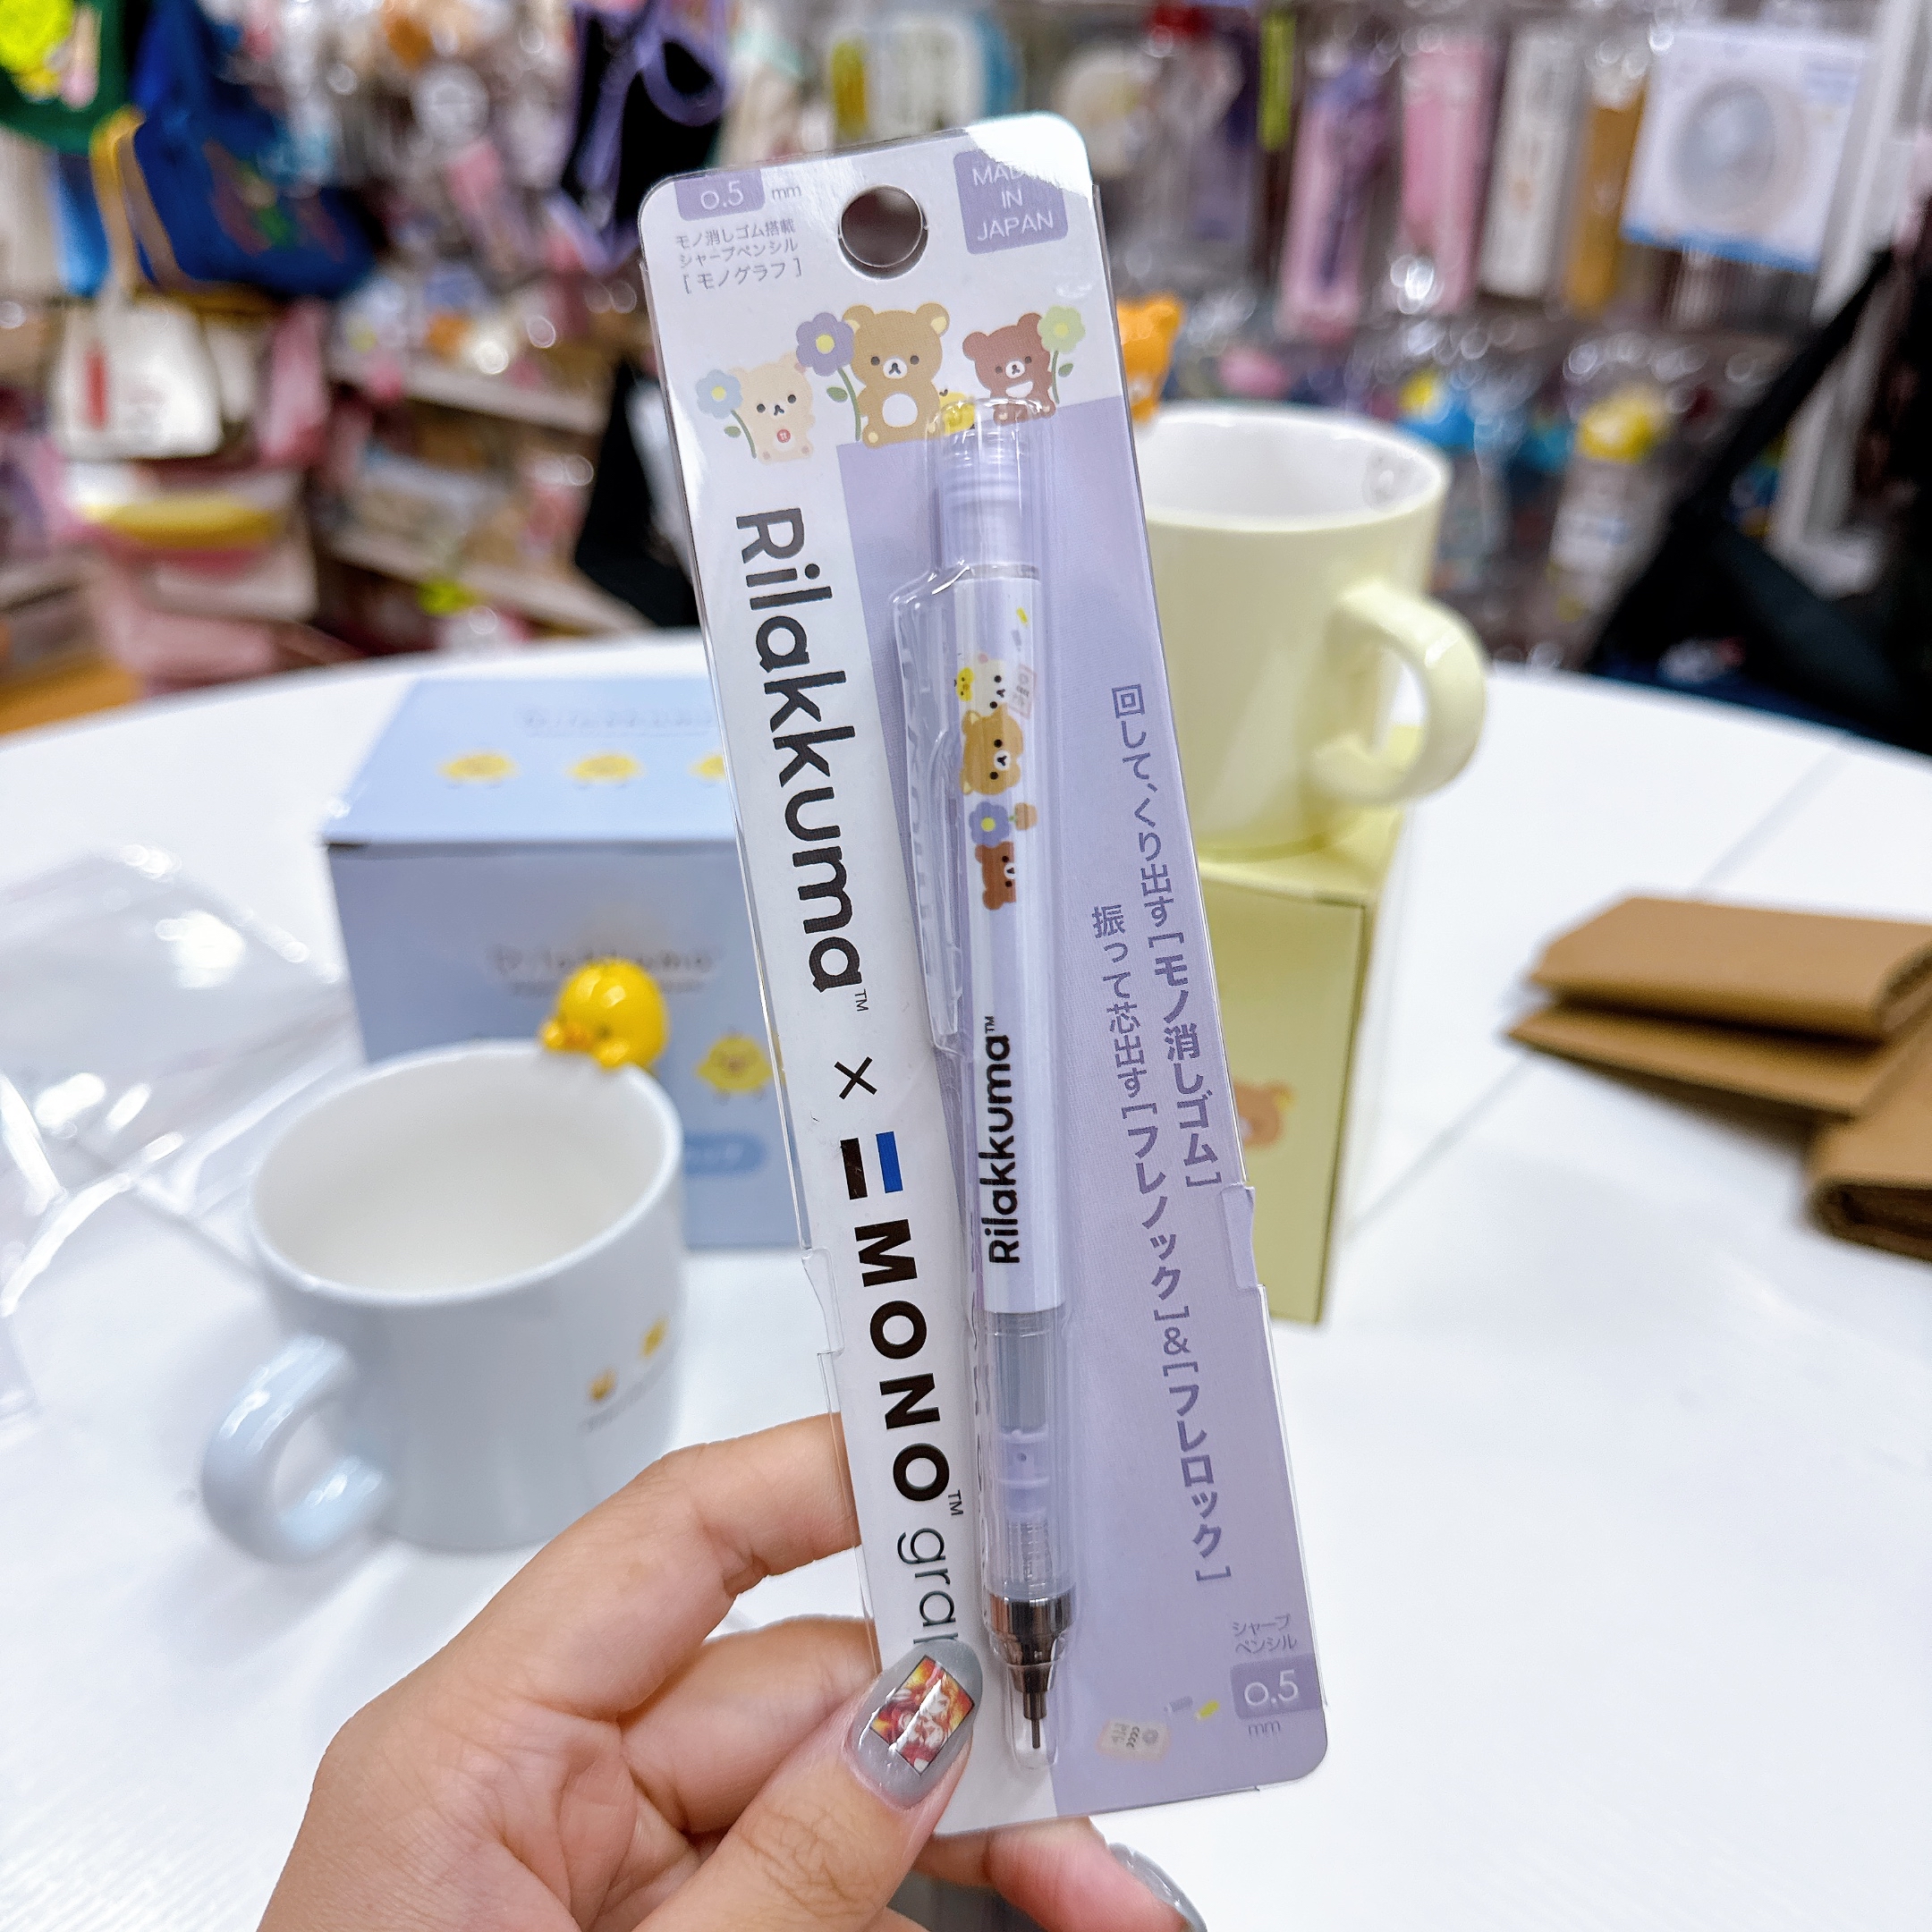 0.5 mm
モノ消しゴム搭載
シャープペンシル
[ モノグラフ ]
MADE
IN
JAPAN
Rilakkuma™ × MONO™ gra
Rilakkuma™
回して、くり出す[モノ消しゴム]
振って芯出す[フレノック]&[フレロック]
シャープ
ペンシル
0.5
mm